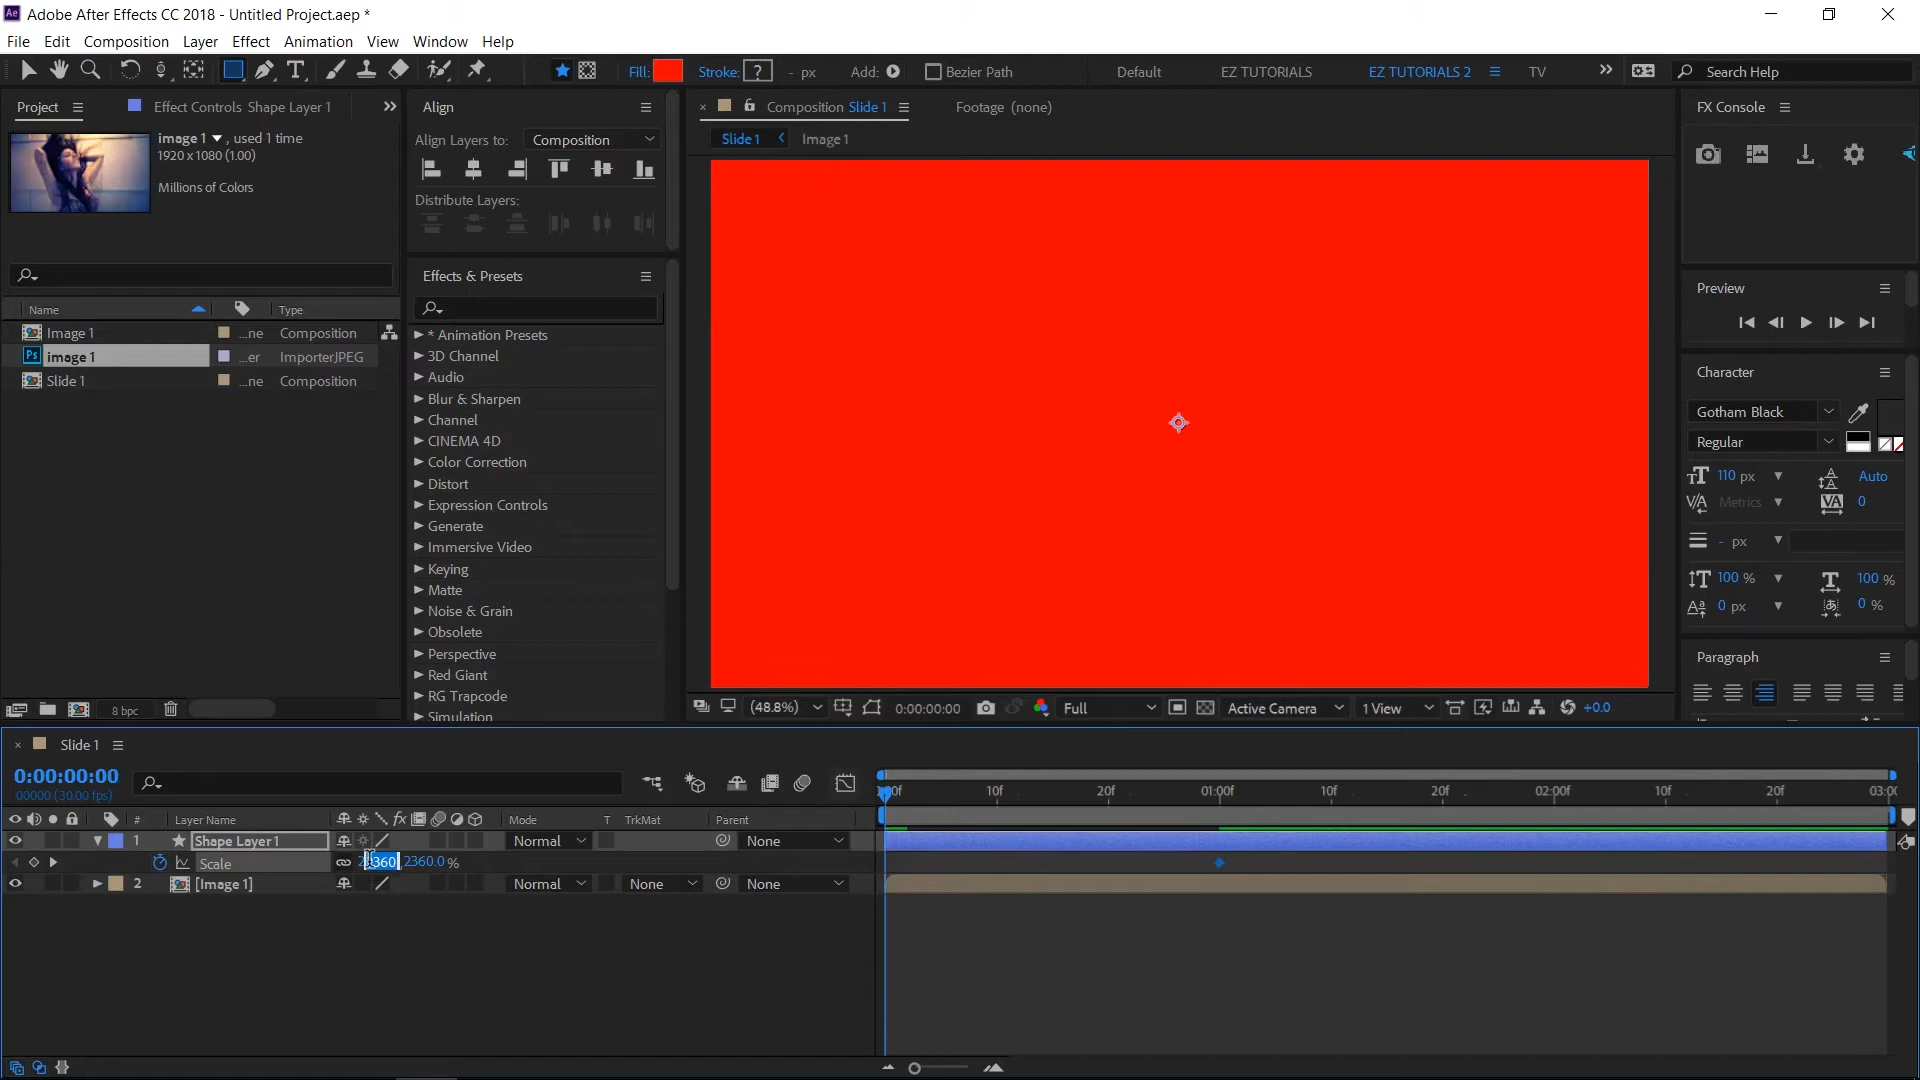 Adobe After Effects CC 2018 - Untitled Project.aep *
File Edit Composition Layer Effect Animation View Window Help
Fill: Stroke: ? - px Add: Bezier Path Default EZ TUTORIALS EZ TUTORIALS 2 TV Search Help
Project Effect Controls Shape Layer 1
image 1 , used 1 time
1920 x 1080 (1.00)
Millions of Colors
Name Type
Image 1 ...ne Composition
image 1 ...er ImporterJPEG
Slide 1 ...ne Composition
8 bpc
Align
Align Layers to: Composition
Distribute Layers:
Effects & Presets
* Animation Presets
3D Channel
Audio
Blur & Sharpen
Channel
CINEMA 4D
Color Correction
Distort
Expression Controls
Generate
Immersive Video
Keying
Matte
Noise & Grain
Obsolete
Perspective
Red Giant
RG Trapcode
Simulation
Composition Slide 1 Footage (none)
Slide 1 Image 1
(48.8%) 0:00:00:00 Full Active Camera 1 View +0.0
FX Console
Preview
Character
Gotham Black
Regular
110 px Auto
Metrics 0
- px
100 % 100 %
0 px 0 %
Paragraph
Slide 1
0:00:00:00
00000 (30.00 fps)
10f 20f 01:00f 10f 20f 02:00f 10f 20f 03:00
# Layer Name Mode T TrkMat Parent
1 Shape Layer 1 Normal None
Scale 2360.0 %
2 [Image 1] Normal None None